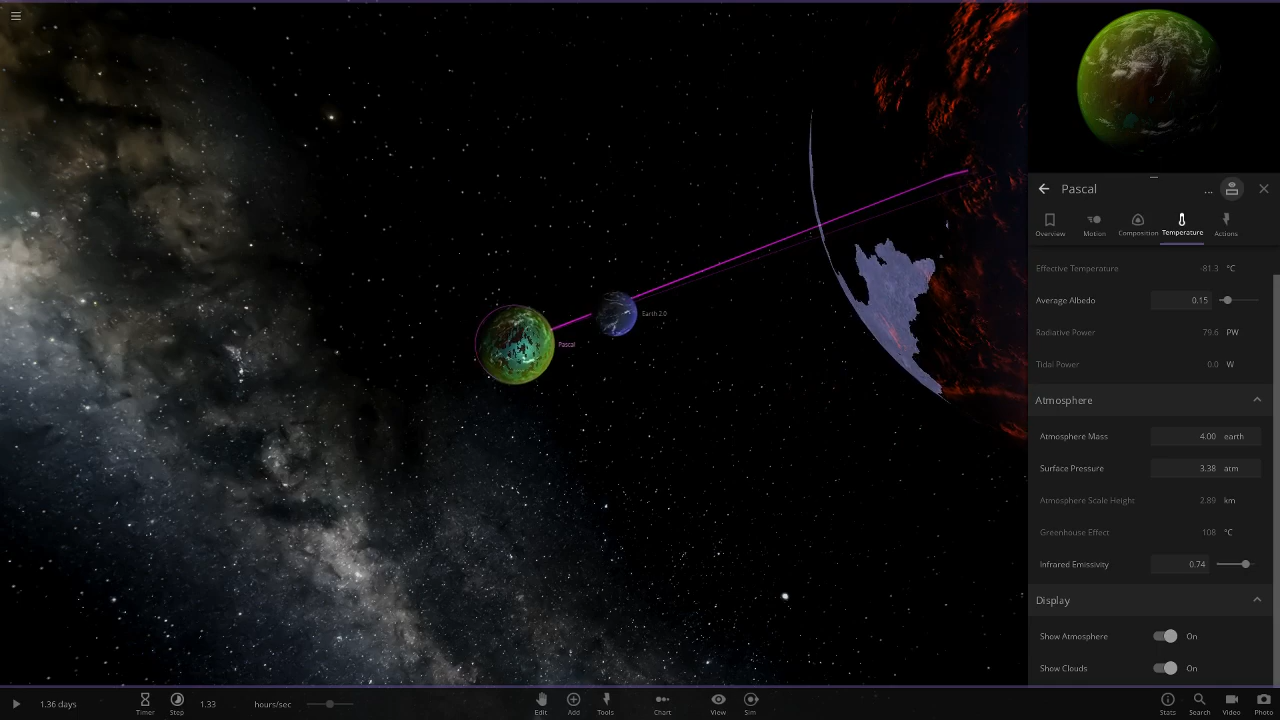 Pascal
...
Overview Motion Composition Temperature Actions
Effective Temperature -81.3 °C
Average Albedo 0.15
Radiative Power 79.6 PW
Tidal Power 0.0 W
Atmosphere
Atmosphere Mass 4.00 earth
Surface Pressure 3.38 atm
Atmosphere Scale Height 2.89 km
Greenhouse Effect 108 °C
Infrared Emissivity 0.74
Display
Show Atmosphere On
Show Clouds On
Earth 2.0
Pascal
1.36 days Timer Step 1.33 hours/sec Edit Add Tools Chart View Sim Stats Search Video Photo